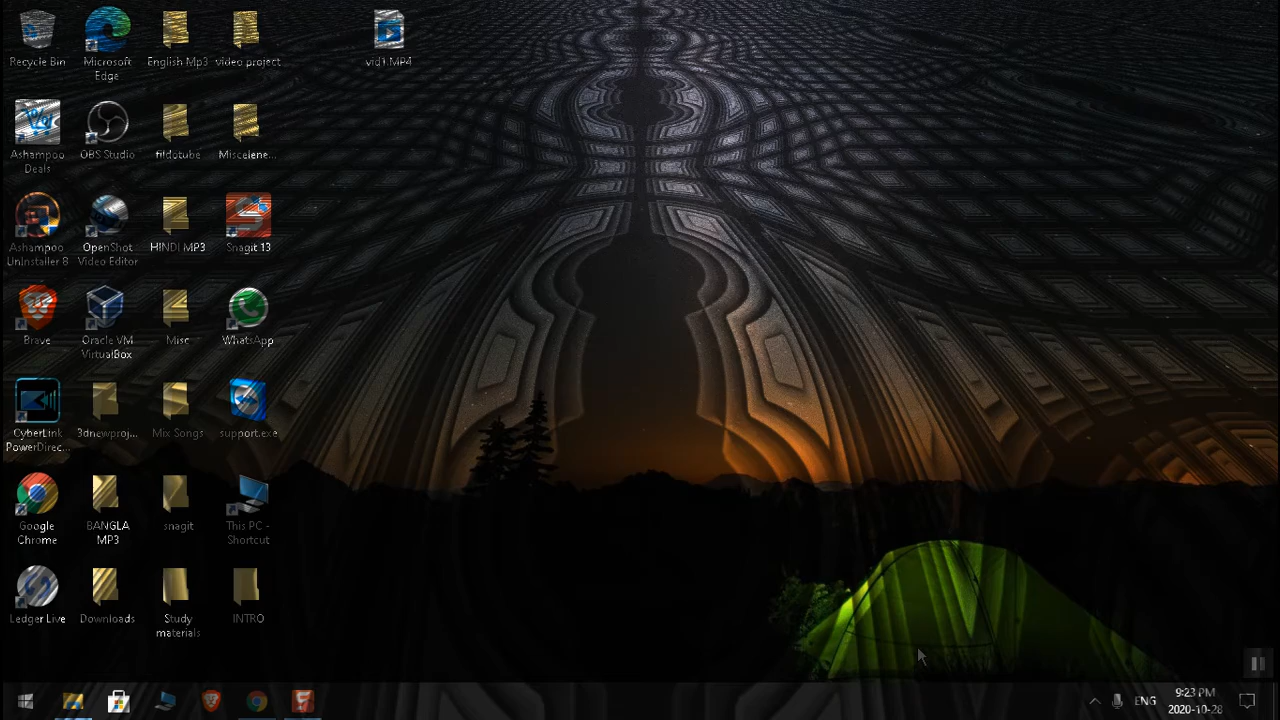 Recycle Bin
Microsoft
Edge
English Mp3
video project
vid1.MP4
Ashampoo
Deals
OBS Studio
fildotube
Miscelene...
Ashampoo
UnInstaller 8
OpenShot
Video Editor
HINDI MP3
Snagit 13
Brave
Oracle VM
VirtualBox
Misc
WhatsApp
CyberLink
PowerDirec...
3dnewproj...
Mix Songs
support.exe
Google
Chrome
BANGLA
MP3
snagit
This PC -
Shortcut
Ledger Live
Downloads
Study
materials
INTRO
ENG
9:23 PM
2020-10-28